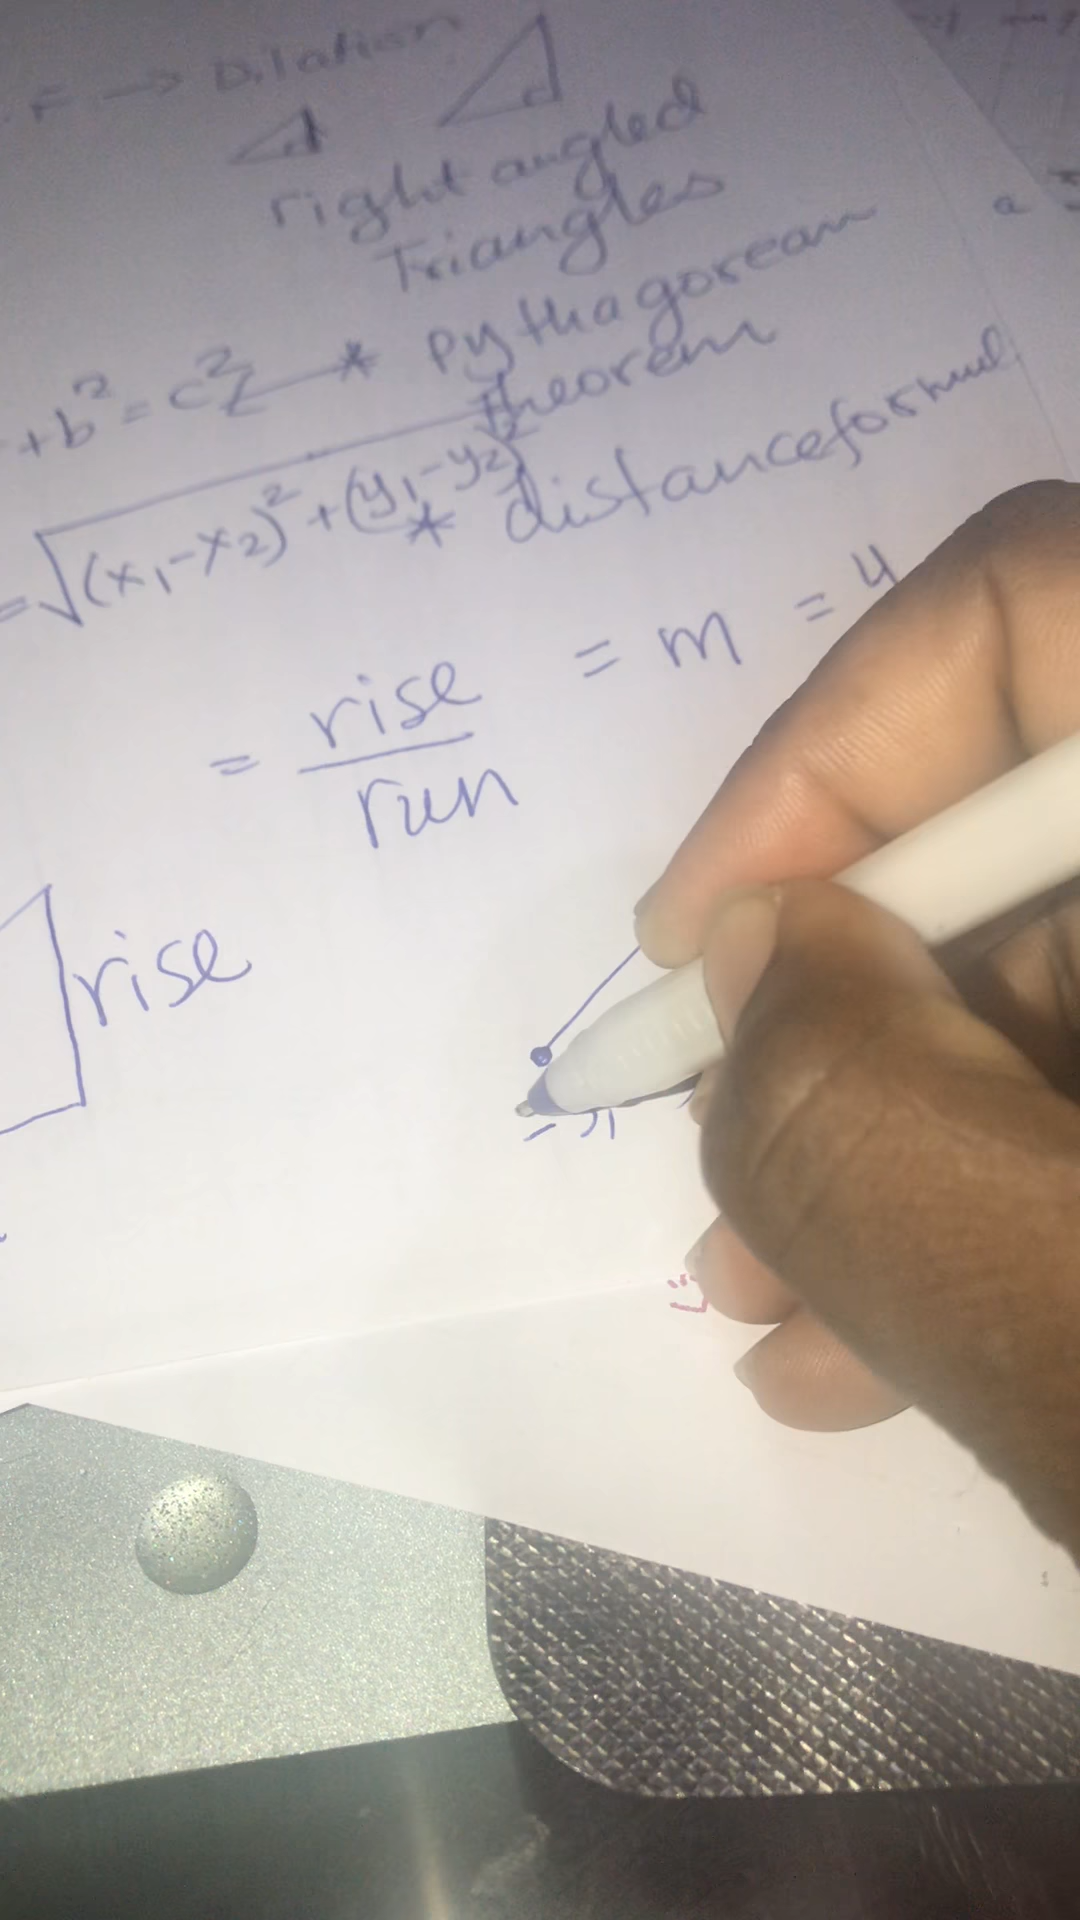 F → Dilation
right angled
Triangles
+b² = c² * pythagorean
theorem
=√(x₁-x₂)²+(y₁-y₂)²
* distanceformul
= rise/run = m = 4
rise